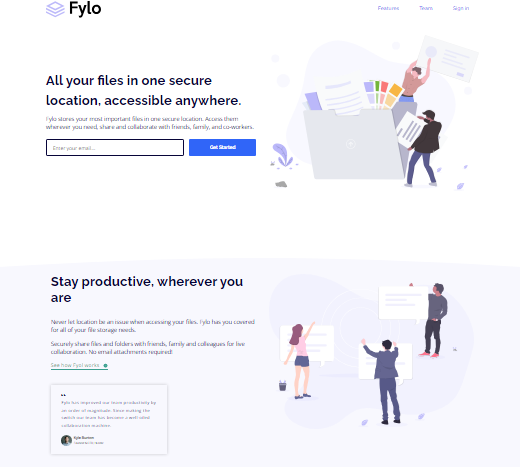 Fylo
Features Team Sign in
All your files in one secure
location, accessible anywhere.
Fylo stores your most important files in one secure location. Access them
wherever you need, share and collaborate with friends, family, and co-workers.
Enter your email...
Get Started
Stay productive, wherever you
are
Never let location be an issue when accessing your files. Fylo has you covered
for all of your file storage needs.
Securely share files and folders with friends, family and colleagues for live
collaboration. No email attachments required!
See how Fyol works
Fylo has improved our team productivity by
an order of magnitude. Since making the
switch our team has become a well-oiled
collaboration machine.
Kyle Burton